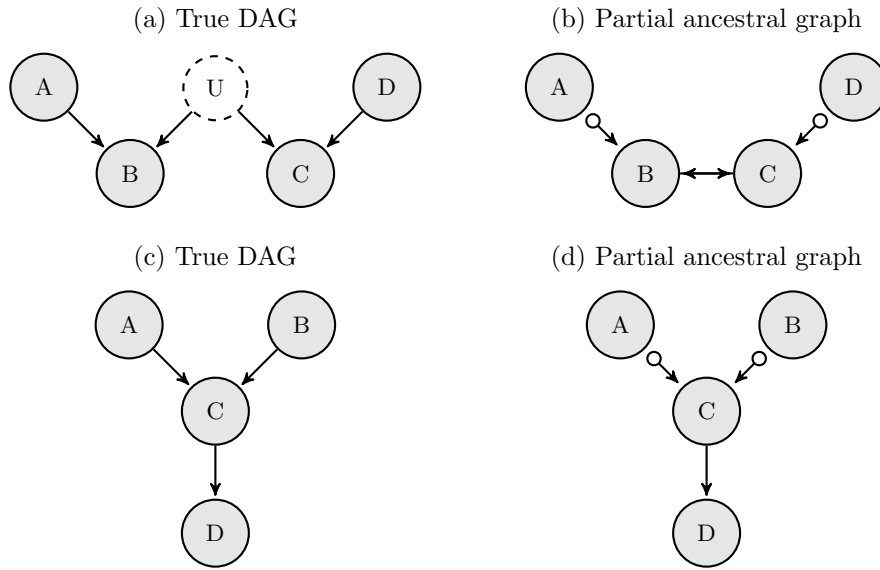 (a) True DAG
(b) Partial ancestral graph
A
U
D
B
C
A
D
B
C
(c) True DAG
(d) Partial ancestral graph
A
B
C
D
A
B
C
D